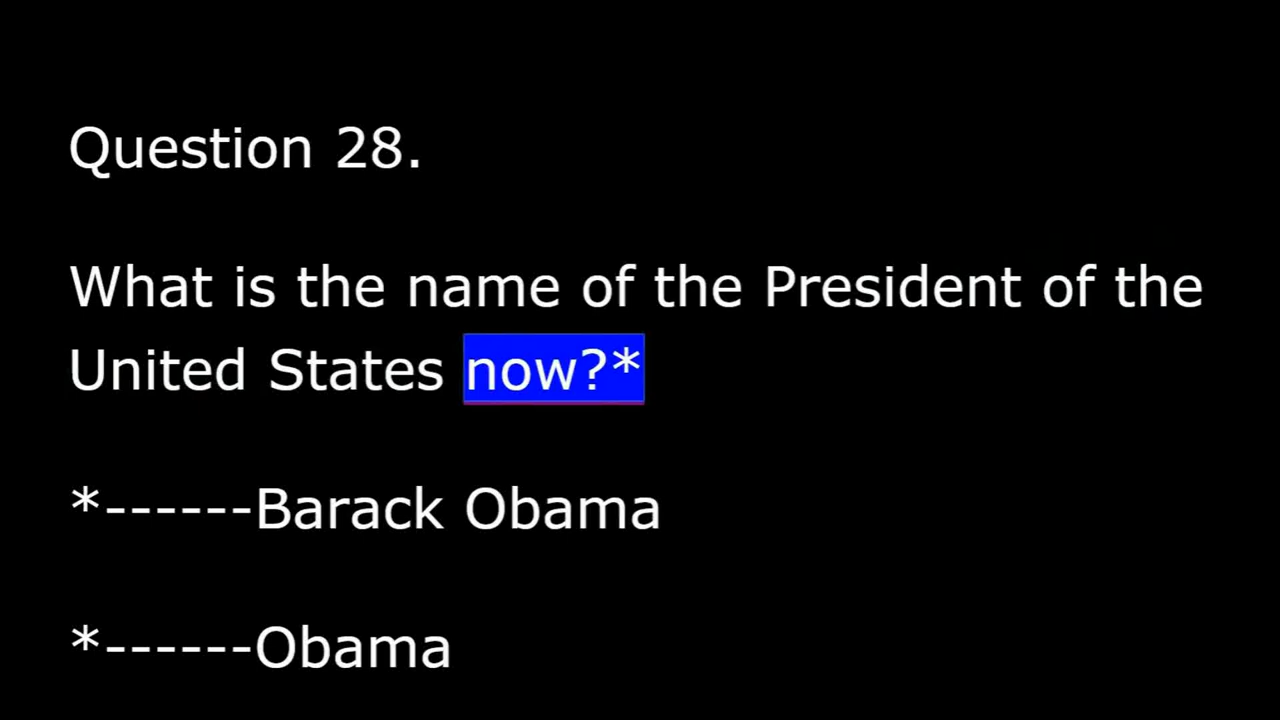 Question 28.
What is the name of the President of the
United States now?*
*------Barack Obama
*------Obama